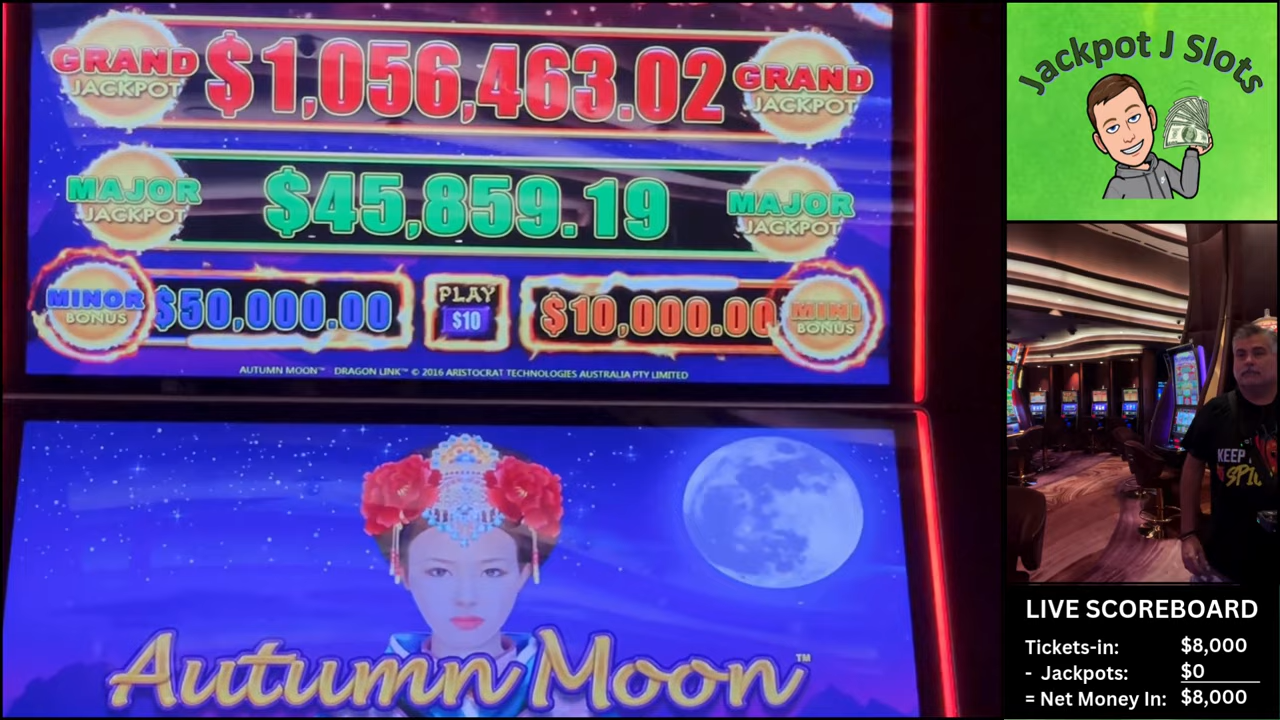 GRAND
JACKPOT
$1,056,463.02
GRAND
JACKPOT
MAJOR
JACKPOT
$45,859.19
MAJOR
JACKPOT
MINOR
BONUS
$50,000.00
PLAY
$10
$10,000.00
MINI
BONUS
AUTUMN MOON™ DRAGON LINK™ © 2016 ARISTOCRAT TECHNOLOGIES AUSTRALIA PTY LIMITED
Autumn Moon™
Jackpot J Slots
KEEP
LIVE SCOREBOARD
Tickets-in: $8,000
- Jackpots: $0
= Net Money In: $8,000